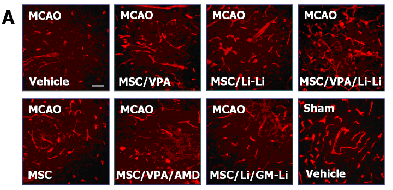 A
MCAO MCAO MCAO MCAO
Vehicle MSC/VPA MSC/Li-Li MSC/VPA/Li-Li
MCAO MCAO MCAO Sham
MSC MSC/VPA/AMD MSC/Li/GM-Li Vehicle